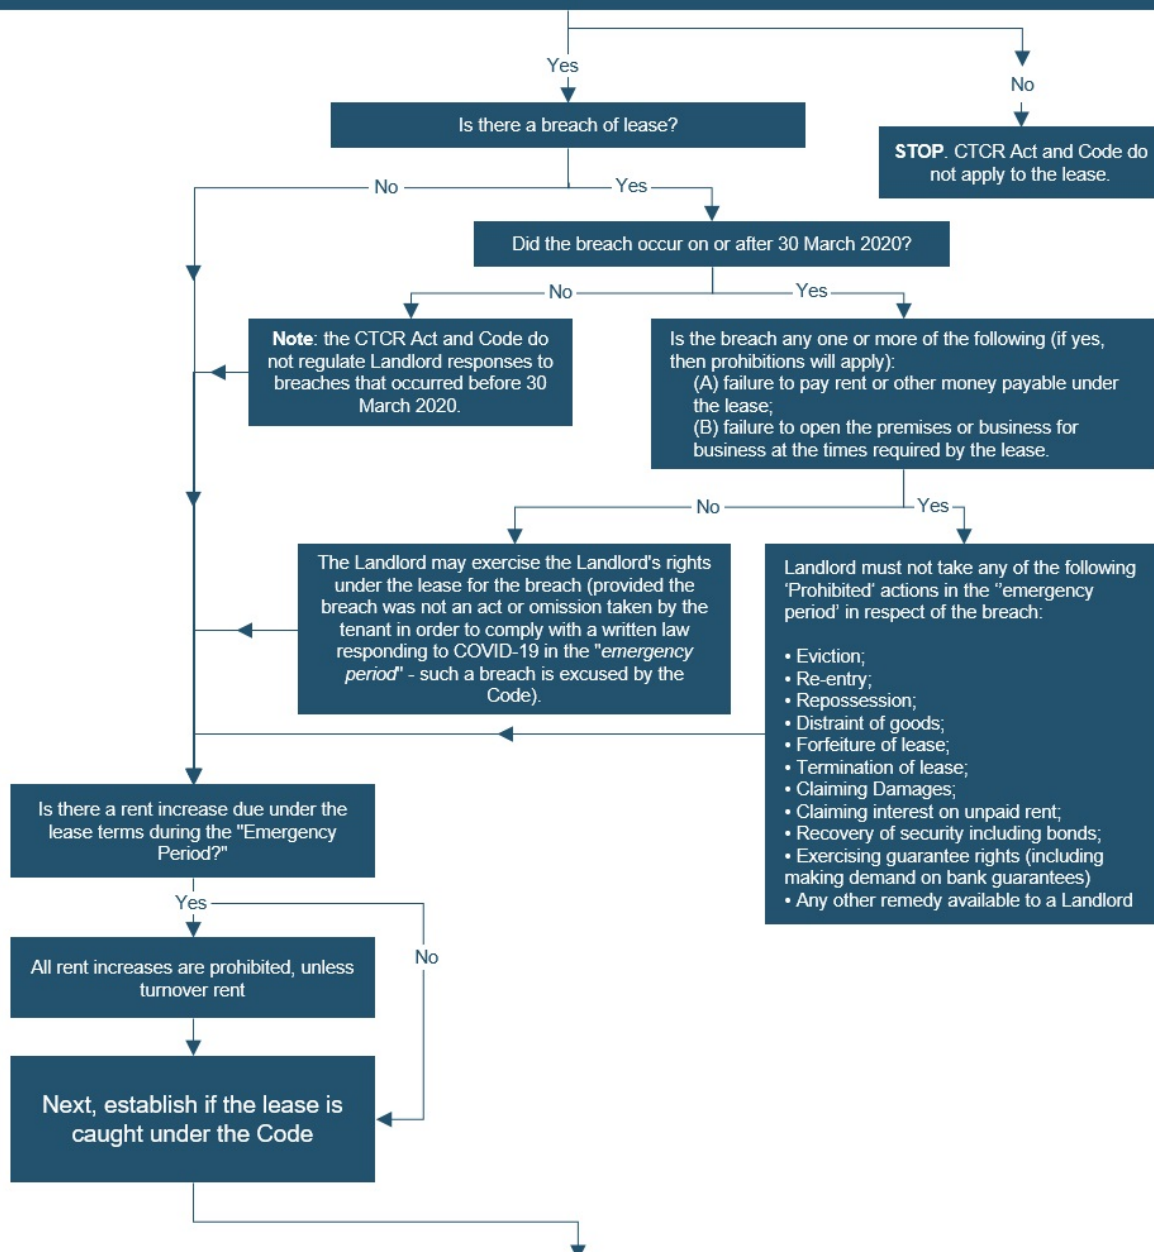 Yes
No
Is there a breach of lease?
STOP. CTCR Act and Code do
not apply to the lease.
No
Yes
Did the breach occur on or after 30 March 2020?
No
Yes
Note: the CTCR Act and Code do
not regulate Landlord responses to
breaches that occurred before 30
March 2020.
Is the breach any one or more of the following (if yes,
then prohibitions will apply):
(A) failure to pay rent or other money payable under
the lease;
(B) failure to open the premises or business for
business at the times required by the lease.
No
Yes
The Landlord may exercise the Landlord's rights
under the lease for the breach (provided the
breach was not an act or omission taken by the
tenant in order to comply with a written law
responding to COVID-19 in the "emergency
period" - such a breach is excused by the
Code).
Landlord must not take any of the following
'Prohibited' actions in the ‘'emergency
period' in respect of the breach:
• Eviction;
• Re-entry;
• Repossession;
• Distraint of goods;
• Forfeiture of lease;
• Termination of lease;
• Claiming Damages;
• Claiming interest on unpaid rent;
• Recovery of security including bonds;
• Exercising guarantee rights (including
making demand on bank guarantees)
• Any other remedy available to a Landlord
Is there a rent increase due under the
lease terms during the "Emergency
Period?"
Yes
No
All rent increases are prohibited, unless
turnover rent
Next, establish if the lease is
caught under the Code